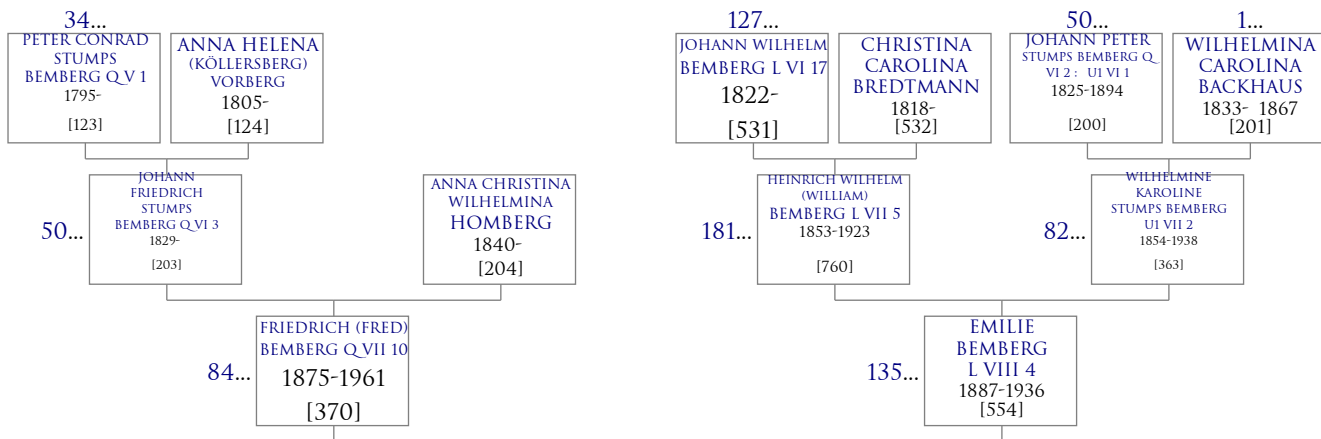 34...
PETER CONRAD
STUMPS
BEMBERG Q V 1
1795-
[123]
ANNA HELENA
(KÖLLERSBERG)
VORBERG
1805-
[124]
127...
JOHANN WILHELM
BEMBERG L VI 17
1822-
[531]
CHRISTINA
CAROLINA
BREDTMANN
1818-
[532]
50...
JOHANN PETER
STUMPS BEMBERG Q
VI 2 : U1 VI 1
1825-1894
[200]
1...
WILHELMINA
CAROLINA
BACKHAUS
1833- 1867
[201]
50...
JOHANN
FRIEDRICH
STUMPS
BEMBERG Q VI 3
1829-
[203]
ANNA CHRISTINA
WILHELMINA
HOMBERG
1840-
[204]
181...
HEINRICH WILHELM
(WILLIAM)
BEMBERG L VII 5
1853-1923
[760]
82...
WILHELMINE
KAROLINE
STUMPS BEMBERG
U1 VII 2
1854-1938
[363]
84...
FRIEDRICH (FRED)
BEMBERG Q VII 10
1875-1961
[370]
135...
EMILIE
BEMBERG
L VIII 4
1887-1936
[554]